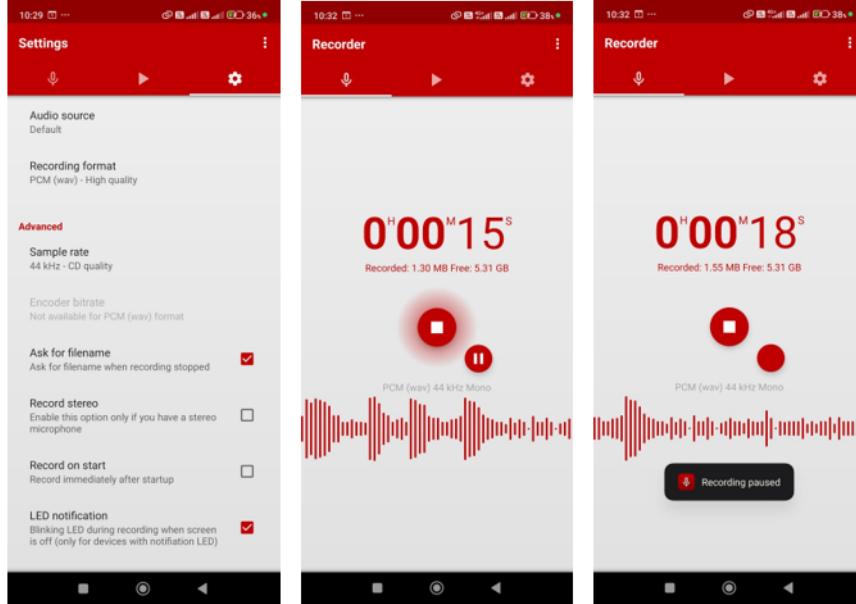 10:29
36%
Settings
Audio source
Default
Recording format
PCM (wav) - High quality
Advanced
Sample rate
44 kHz - CD quality
Encoder bitrate
Not available for PCM (wav) format
Ask for filename
Ask for filename when recording stopped
Record stereo
Enable this option only if you have a stereo
microphone
Record on start
Record immediately after startup
LED notification
Blinking LED during recording when screen
is off (only for devices with notifiation LED)
10:32
38%
Recorder
0H00M15S
Recorded: 1.30 MB Free: 5.31 GB
PCM (wav) 44 kHz Mono
10:32
38%
Recorder
0H00M18S
Recorded: 1.55 MB Free: 5.31 GB
PCM (wav) 44 kHz Mono
Recording paused